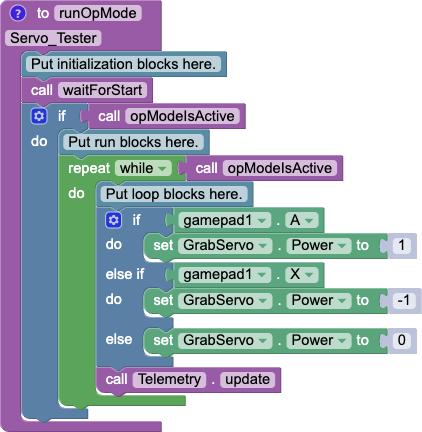 ? to runOpMode
Servo_Tester
Put initialization blocks here.
call waitForStart
if call opModeIsActive
do Put run blocks here.
repeat while call opModeIsActive
do Put loop blocks here.
if gamepad1 . A
do set GrabServo . Power to 1
else if gamepad1 . X
do set GrabServo . Power to -1
else set GrabServo . Power to 0
call Telemetry . update